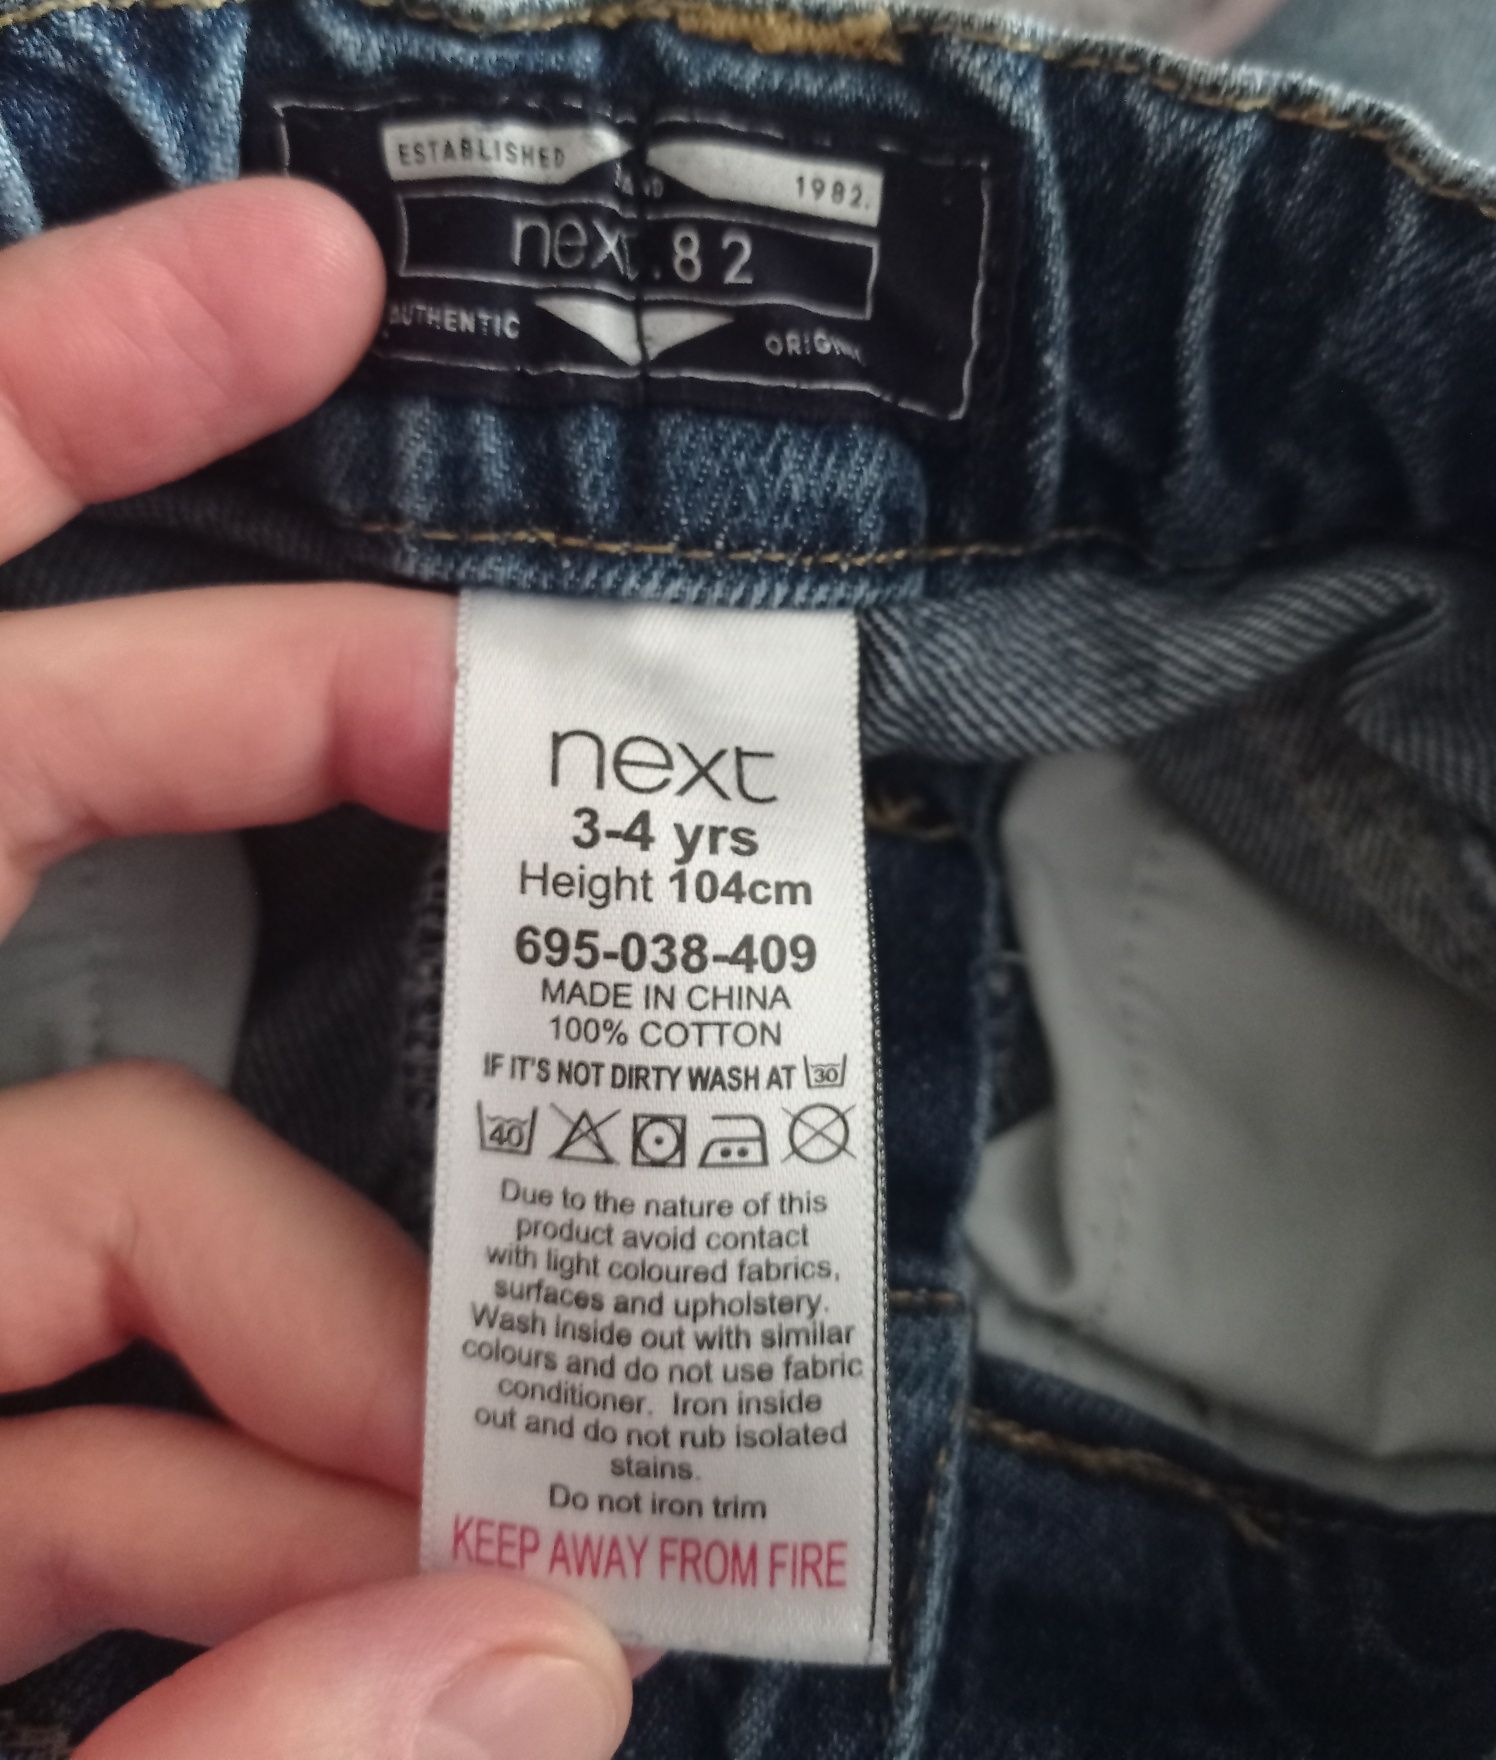 ESTABLISHED
1982.
next.82
AUTHENTIC
next
3-4 yrs
Height 104cm
695-038-409
MADE IN CHINA
100% COTTON
IF IT'S NOT DIRTY WASH AT 30
40
Due to the nature of this
product avoid contact
with light coloured fabrics,
surfaces and upholstery.
Wash inside out with similar
colours and do not use fabric
conditioner. Iron inside
out and do not rub isolated
stains.
Do not iron trim
KEEP AWAY FROM FIRE